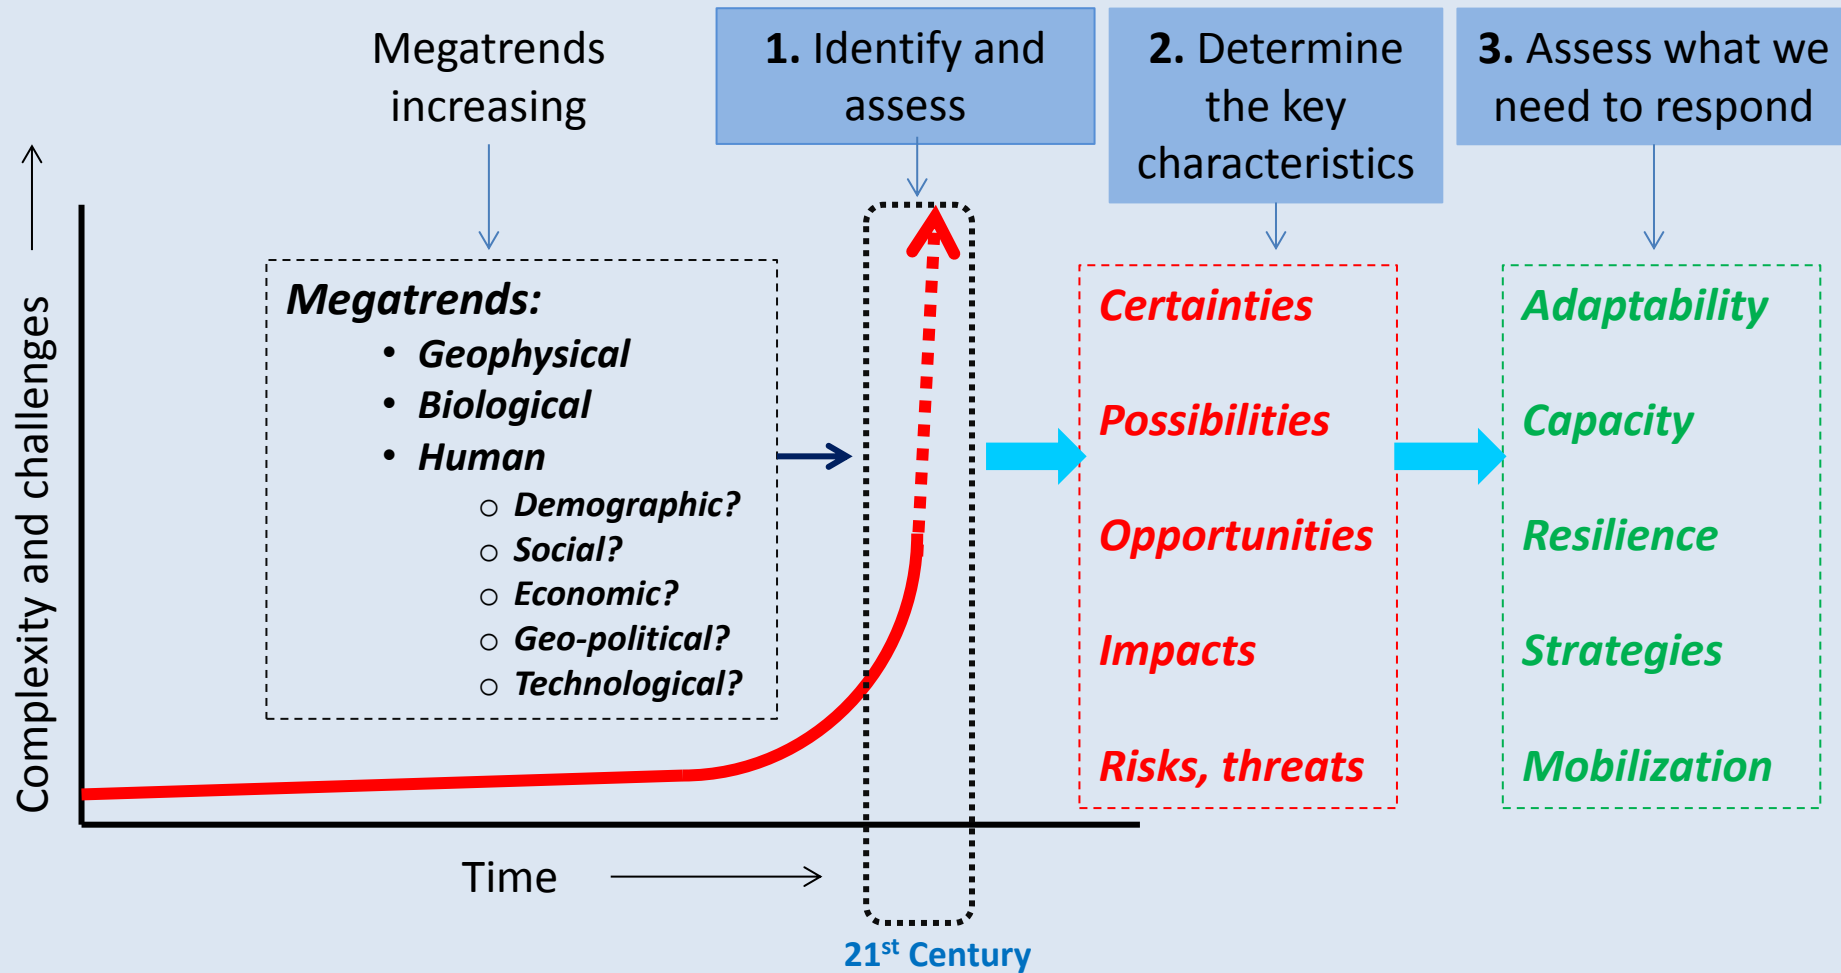 Megatrends
increasing
1. Identify and
assess
2. Determine
the key
characteristics
3. Assess what we
need to respond
Complexity and challenges
Megatrends:
• Geophysical
• Biological
• Human
o Demographic?
o Social?
o Economic?
o Geo-political?
o Technological?
Certainties
Possibilities
Opportunities
Impacts
Risks, threats
Adaptability
Capacity
Resilience
Strategies
Mobilization
Time
21st Century